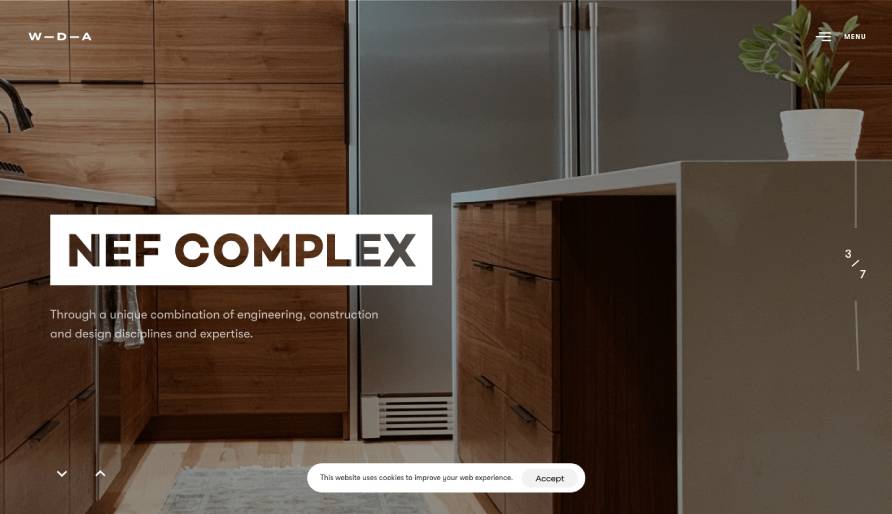 W—D—A
MENU
NEF COMPLEX
3/7
Through a unique combination of engineering, construction
and design disciplines and expertise.
This website uses cookies to improve your web experience.
Accept